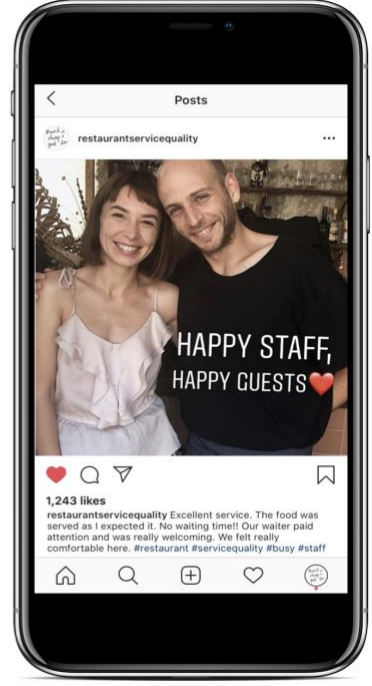 Posts
restaurantservicequality
HAPPY STAFF,
HAPPY GUESTS❤️
1,243 likes
restaurantservicequality Excellent service. The food was
served as I expected it. No waiting time!! Our waiter paid
attention and was really welcoming. We felt really
comfortable here. #restaurant #servicequality #busy #staff